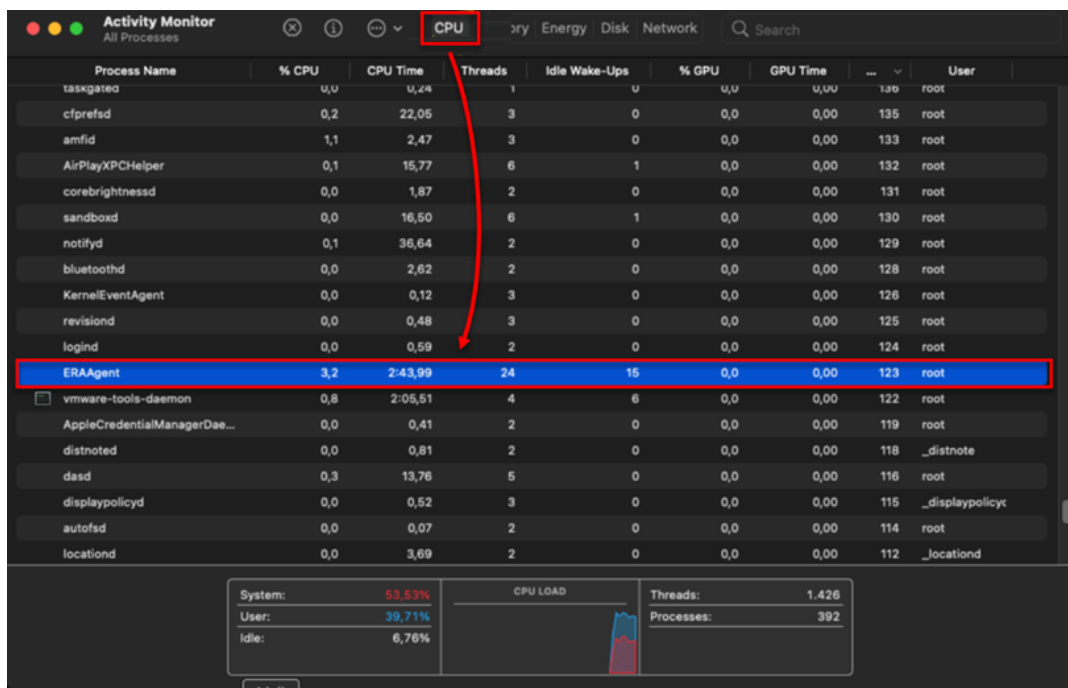 Activity Monitor
All Processes
CPU ory Energy Disk Network Search
Process Name % CPU CPU Time Threads Idle Wake-Ups % GPU GPU Time ... User
taskgated 0,0 0,24 1 0 0,0 0,00 136 root
cfprefsd 0,2 22,05 3 0 0,0 0,00 135 root
amfid 1,1 2,47 3 0 0,0 0,00 133 root
AirPlayXPCHelper 0,1 15,77 6 1 0,0 0,00 132 root
corebrightnessd 0,0 1,87 2 0 0,0 0,00 131 root
sandboxd 0,0 16,50 6 1 0,0 0,00 130 root
notifyd 0,1 36,64 2 0 0,0 0,00 129 root
bluetoothd 0,0 2,62 2 0 0,0 0,00 128 root
KernelEventAgent 0,0 0,12 3 0 0,0 0,00 126 root
revisiond 0,0 0,48 3 0 0,0 0,00 125 root
logind 0,0 0,59 2 0 0,0 0,00 124 root
ERAAgent 3,2 2:43,99 24 15 0,0 0,00 123 root
vmware-tools-daemon 0,8 2:05,51 4 6 0,0 0,00 122 root
AppleCredentialManagerDae... 0,0 0,41 2 0 0,0 0,00 119 root
distnoted 0,0 0,81 2 0 0,0 0,00 118 _distnote
dasd 0,3 13,76 5 0 0,0 0,00 116 root
displaypolicyd 0,0 0,52 3 0 0,0 0,00 115 _displaypolicyc
autofsd 0,0 0,07 2 0 0,0 0,00 114 root
locationd 0,0 3,69 2 0 0,0 0,00 112 _locationd
System: 53,53% CPU LOAD Threads: 1.426
User: 39,71% Processes: 392
Idle: 6,76%